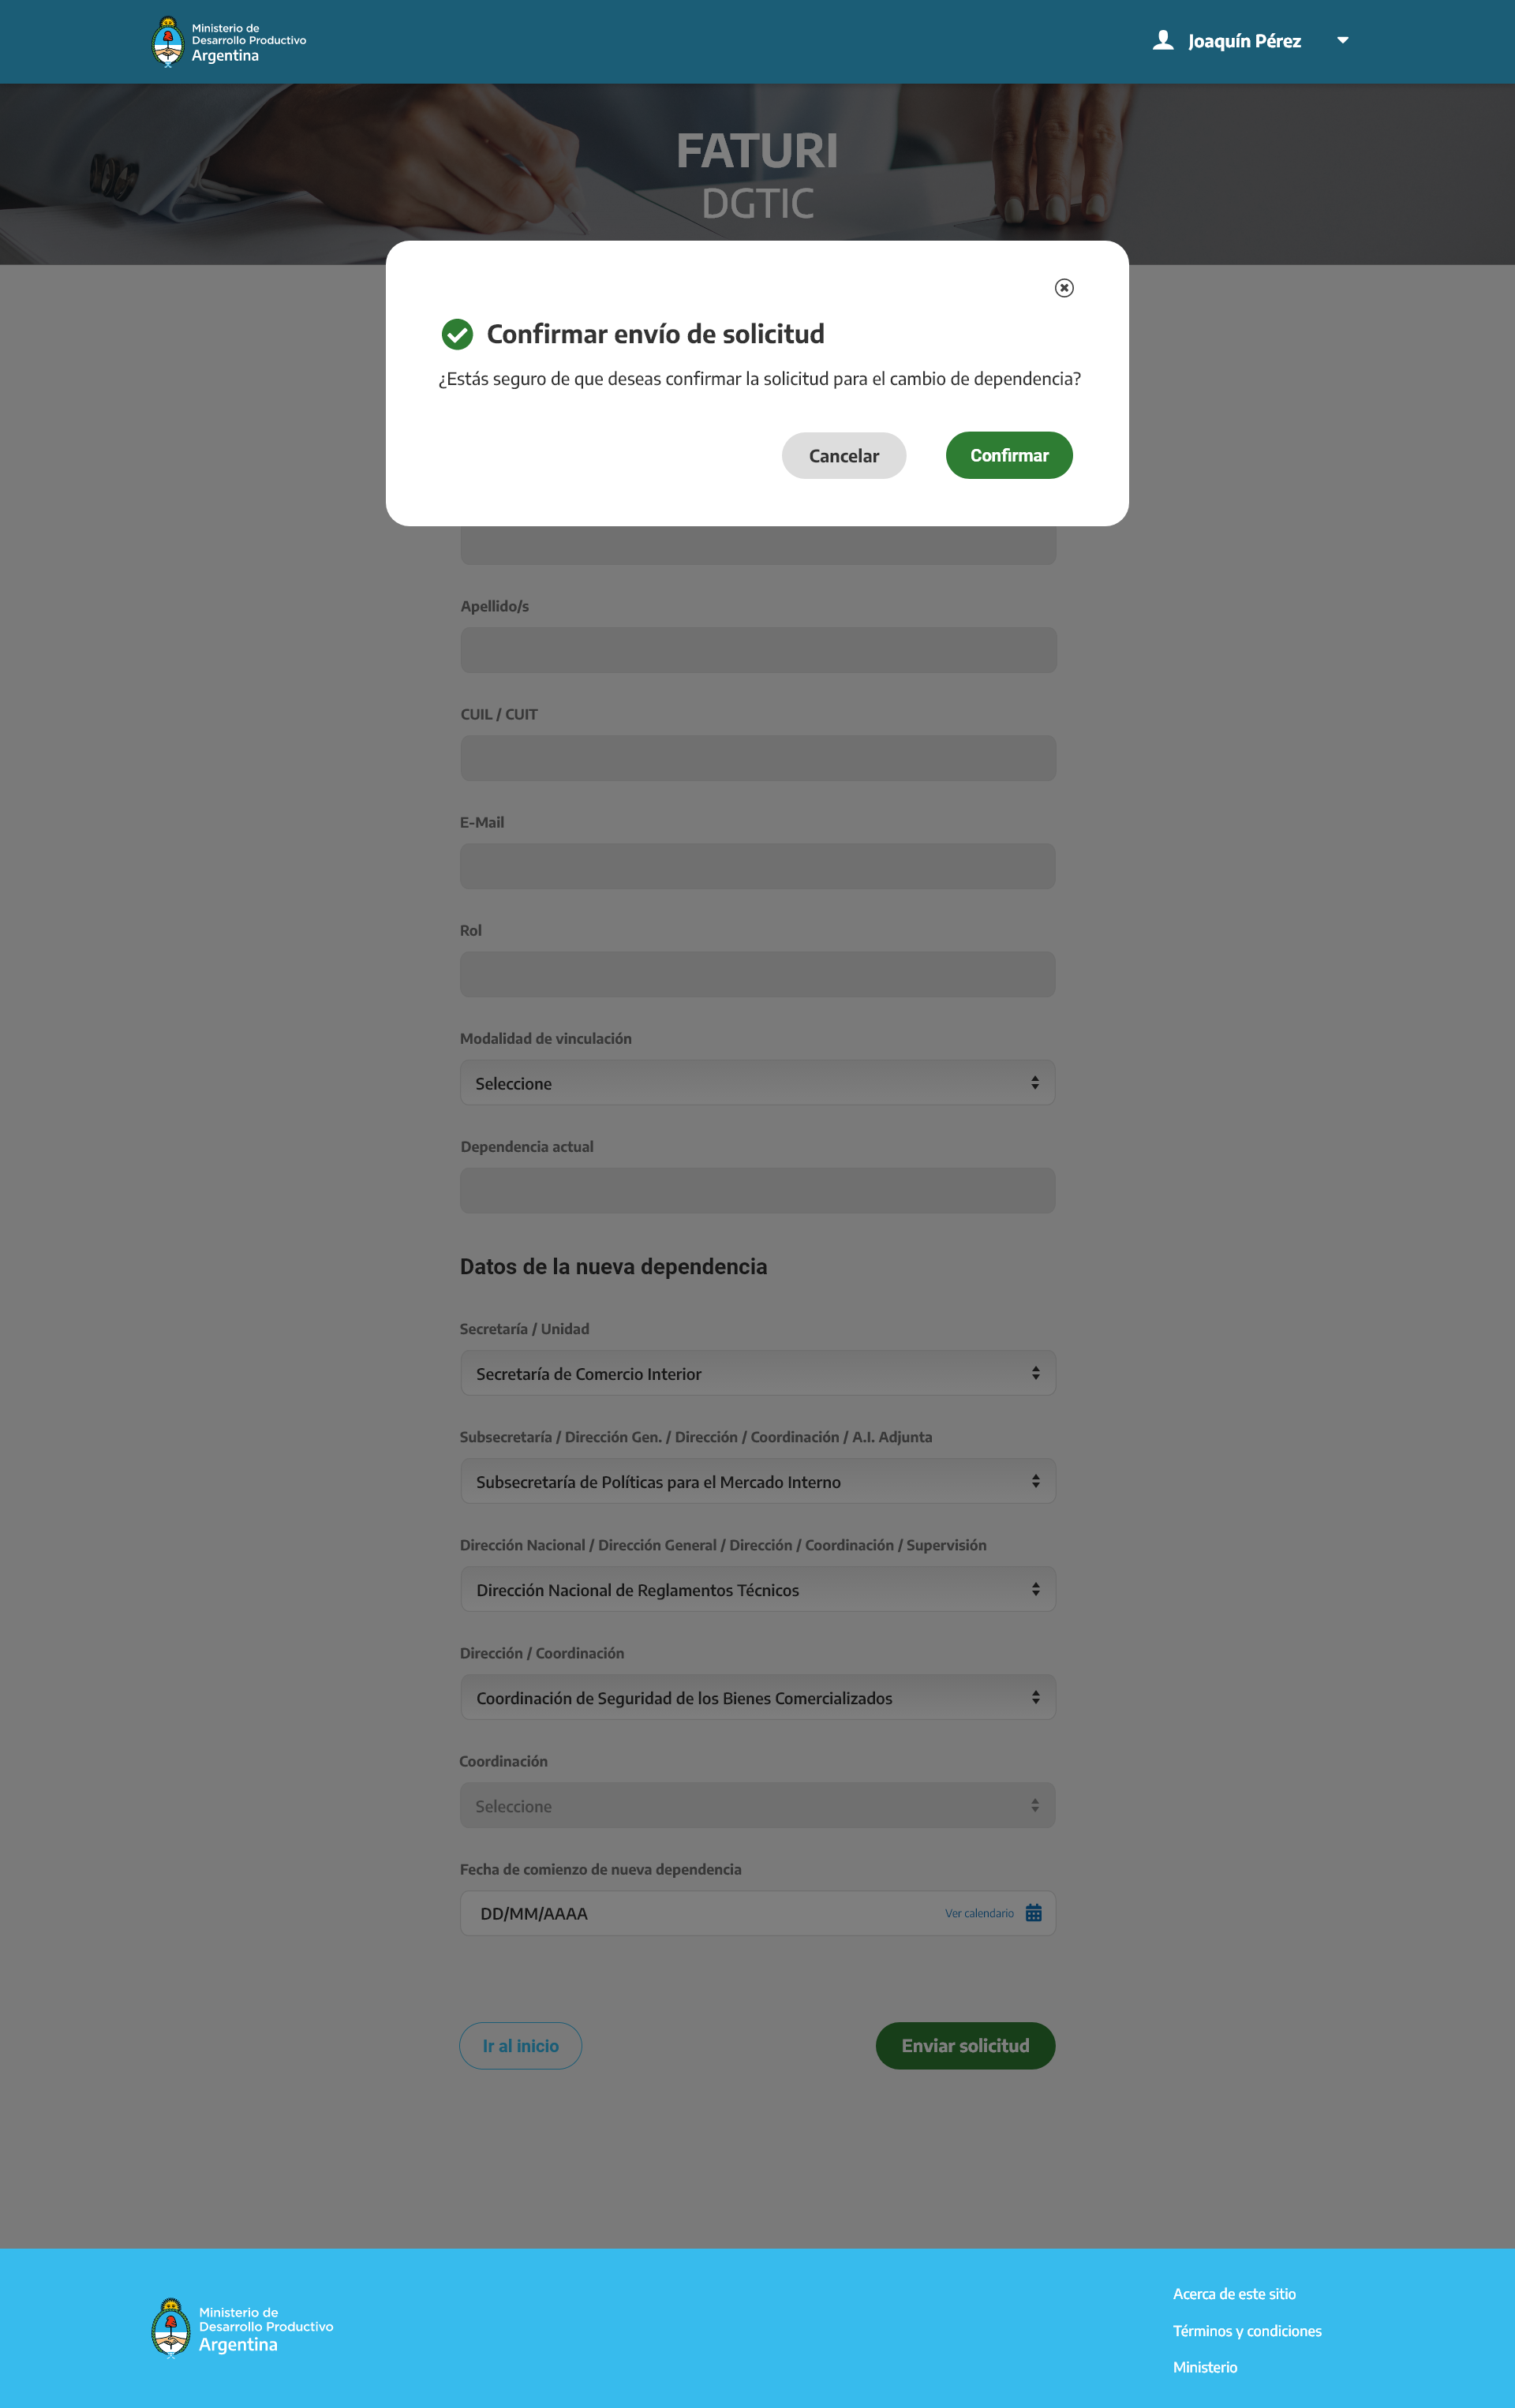 Ministerio de
Desarrollo Productivo
Argentina
Joaquín Pérez
FATURI
DGTIC
Confirmar envío de solicitud
¿Estás seguro de que deseas confirmar la solicitud para el cambio de dependencia?
Cancelar
Confirmar
Apellido/s
CUIL / CUIT
E-Mail
Rol
Modalidad de vinculación
Seleccione
Dependencia actual
Datos de la nueva dependencia
Secretaría / Unidad
Secretaría de Comercio Interior
Subsecretaría / Dirección Gen. / Dirección / Coordinación / A.I. Adjunta
Subsecretaría de Políticas para el Mercado Interno
Dirección Nacional / Dirección General / Dirección / Coordinación / Supervisión
Dirección Nacional de Reglamentos Técnicos
Dirección / Coordinación
Coordinación de Seguridad de los Bienes Comercializados
Coordinación
Seleccione
Fecha de comienzo de nueva dependencia
DD/MM/AAAA
Ver calendario
Ir al inicio
Enviar solicitud
Ministerio de
Desarrollo Productivo
Argentina
Acerca de este sitio
Términos y condiciones
Ministerio